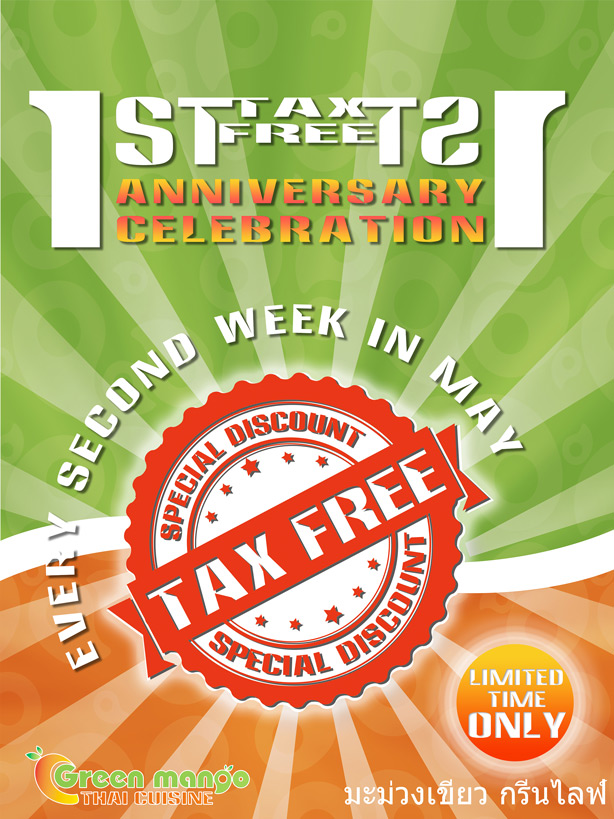 1ST TAX FREE TS1
ANNIVERSARY
CELEBRATION
EVERY SECOND WEEK IN MAY
SPECIAL DISCOUNT
TAX FREE
SPECIAL DISCOUNT
LIMITED
TIME
ONLY
Green mango
THAI CUISINE
มะม่วงเขียว กรีนไลฟ์